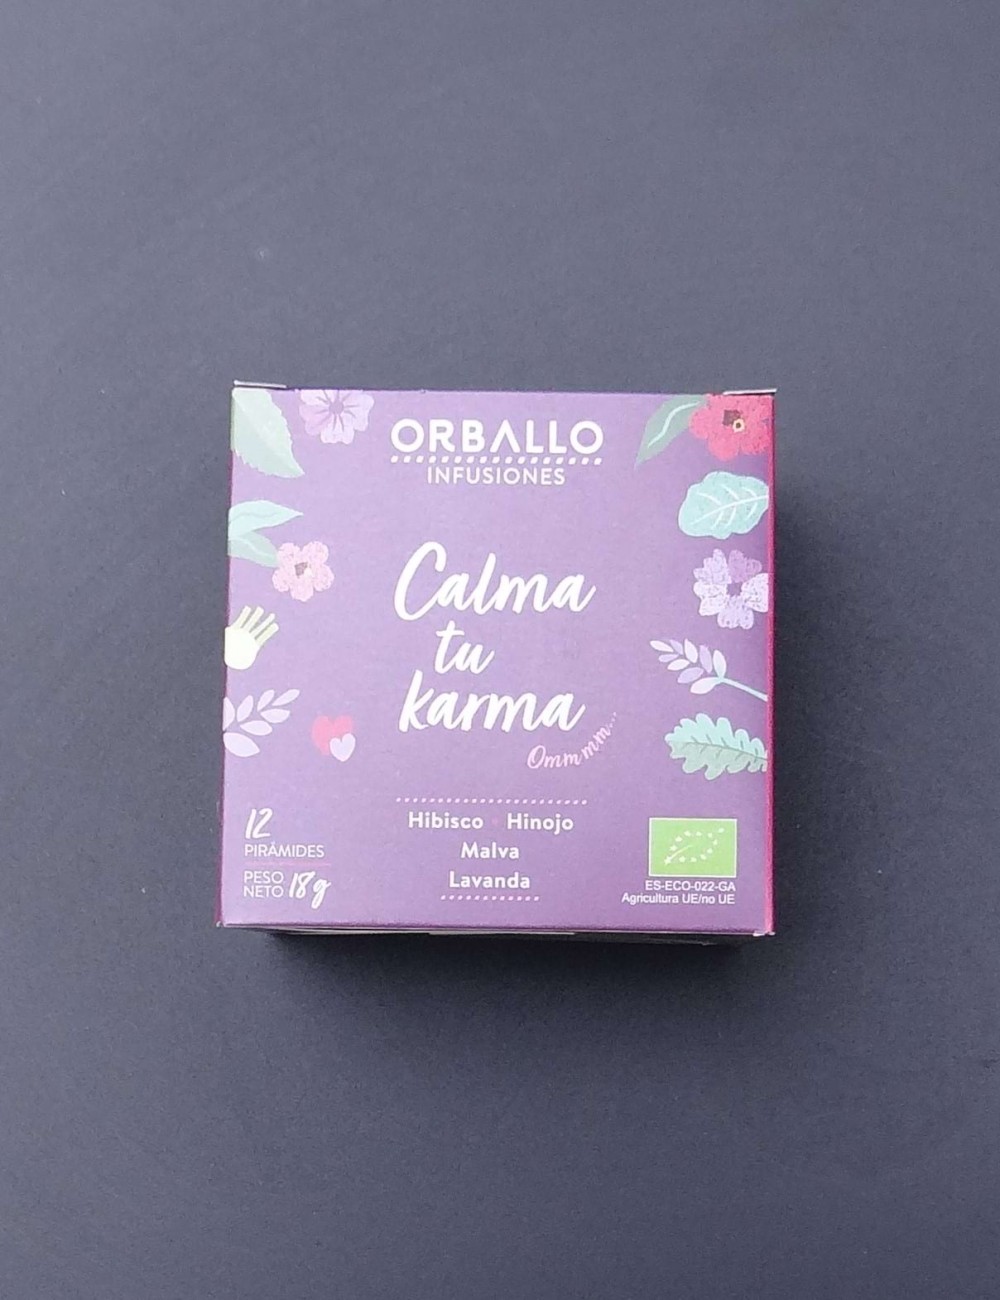 ORBALLO
INFUSIONES
Calma
tu
karma
Ommmmm...
Hibisco · Hinojo
Malva
Lavanda
12
PIRÁMIDES
PESO
NETO 18g
ES-ECO-022-GA
Agricultura UE/no UE